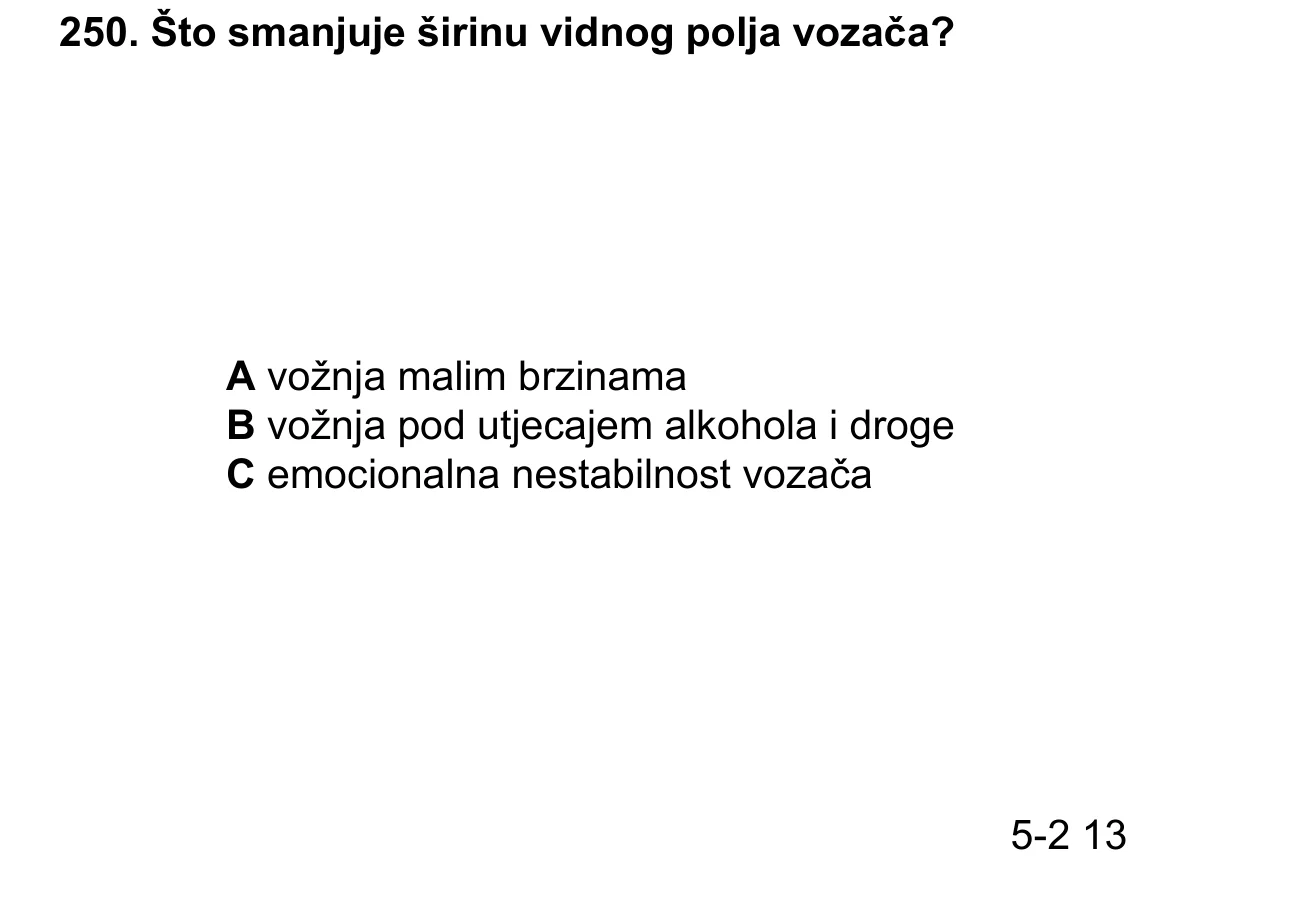 250. Što smanjuje širinu vidnog polja vozača?
A vožnja malim brzinama
B vožnja pod utjecajem alkohola i droge
C emocionalna nestabilnost vozača
5-2 13